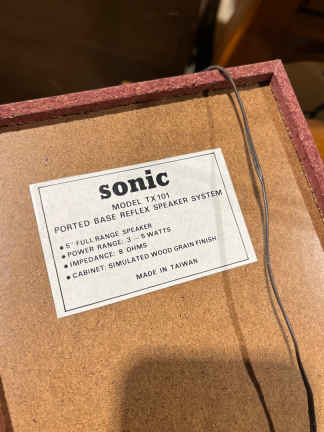 sonic
MODEL TX101
PORTED BASE REFLEX SPEAKER SYSTEM
● 5" FULL RANGE SPEAKER
● POWER RANGE: 3 — 5 WATTS
● IMPEDANCE: 8 OHMS
● CABINET: SIMULATED WOOD GRAIN FINISH
MADE IN TAIWAN